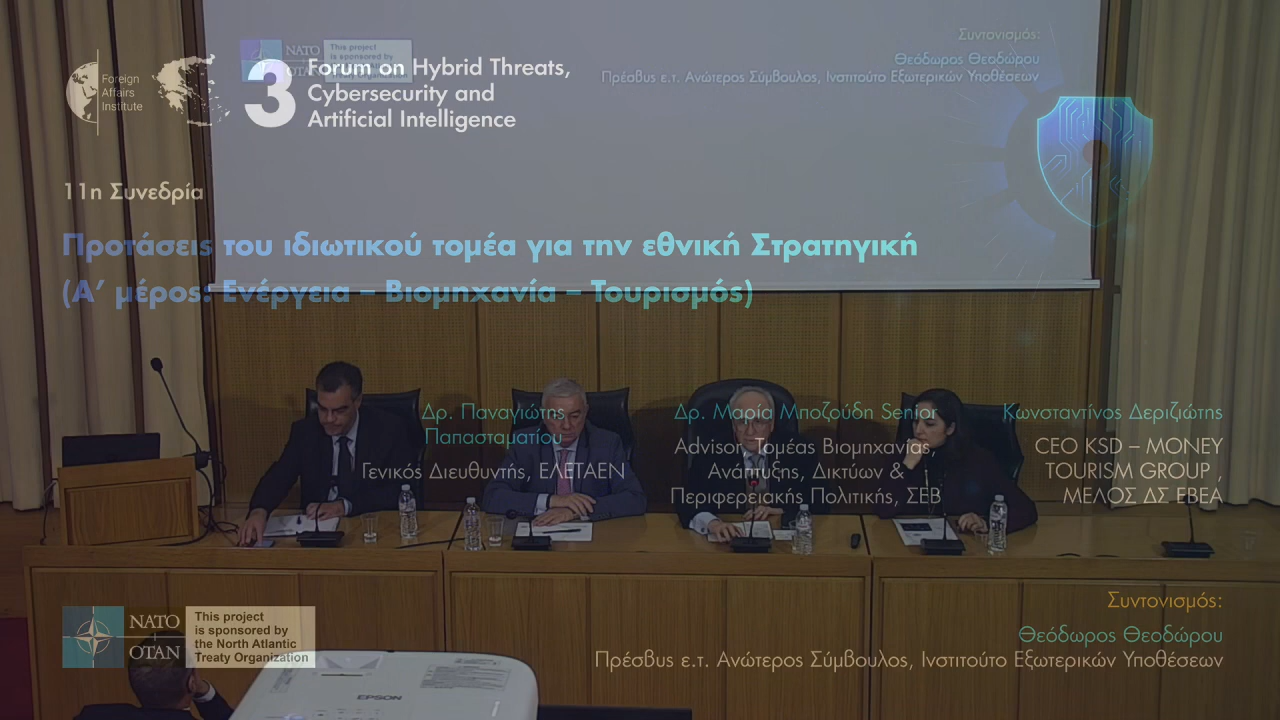 Foreign
Affairs
Institute
3
Forum on Hybrid Threats,
Cybersecurity and
Artificial Intelligence
NATO
OTAN
This project
is sponsored by
Συντονισμός:
Θεόδωρος Θεοδώρου
Πρέσβυς ε.τ. Ανώτερος Σύμβουλος, Ινστιτούτο Εξωτερικών Υποθέσεων
11η Συνεδρία
Προτάσεις του ιδιωτικού τομέα για την εθνική Στρατηγική
(Α’ μέρος: Ενέργεια – Βιομηχανία – Τουρισμός)
Δρ. Παναγιώτης
Παπασταματίου
Γενικός Διευθυντής, ΕΛΕΤΑΕΝ
Δρ. Μαρία Μποζούδη Senior
Advisor, Τομέας Βιομηχανίας,
Ανάπτυξης, Δικτύων &
Περιφερειακής Πολιτικής, ΣΕΒ
Κωνσταντίνος Δεριζιώτης
CEO KSD – MONEY
TOURISM GROUP ,
ΜΕΛΟΣ ΔΣ ΕΒΕΑ
NATO
OTAN
This project
is sponsored by
the North Atlantic
Treaty Organization
Συντονισμός:
Θεόδωρος Θεοδώρου
Πρέσβυς ε.τ. Ανώτερος Σύμβουλος, Ινστιτούτο Εξωτερικών Υποθέσεων
EPSON